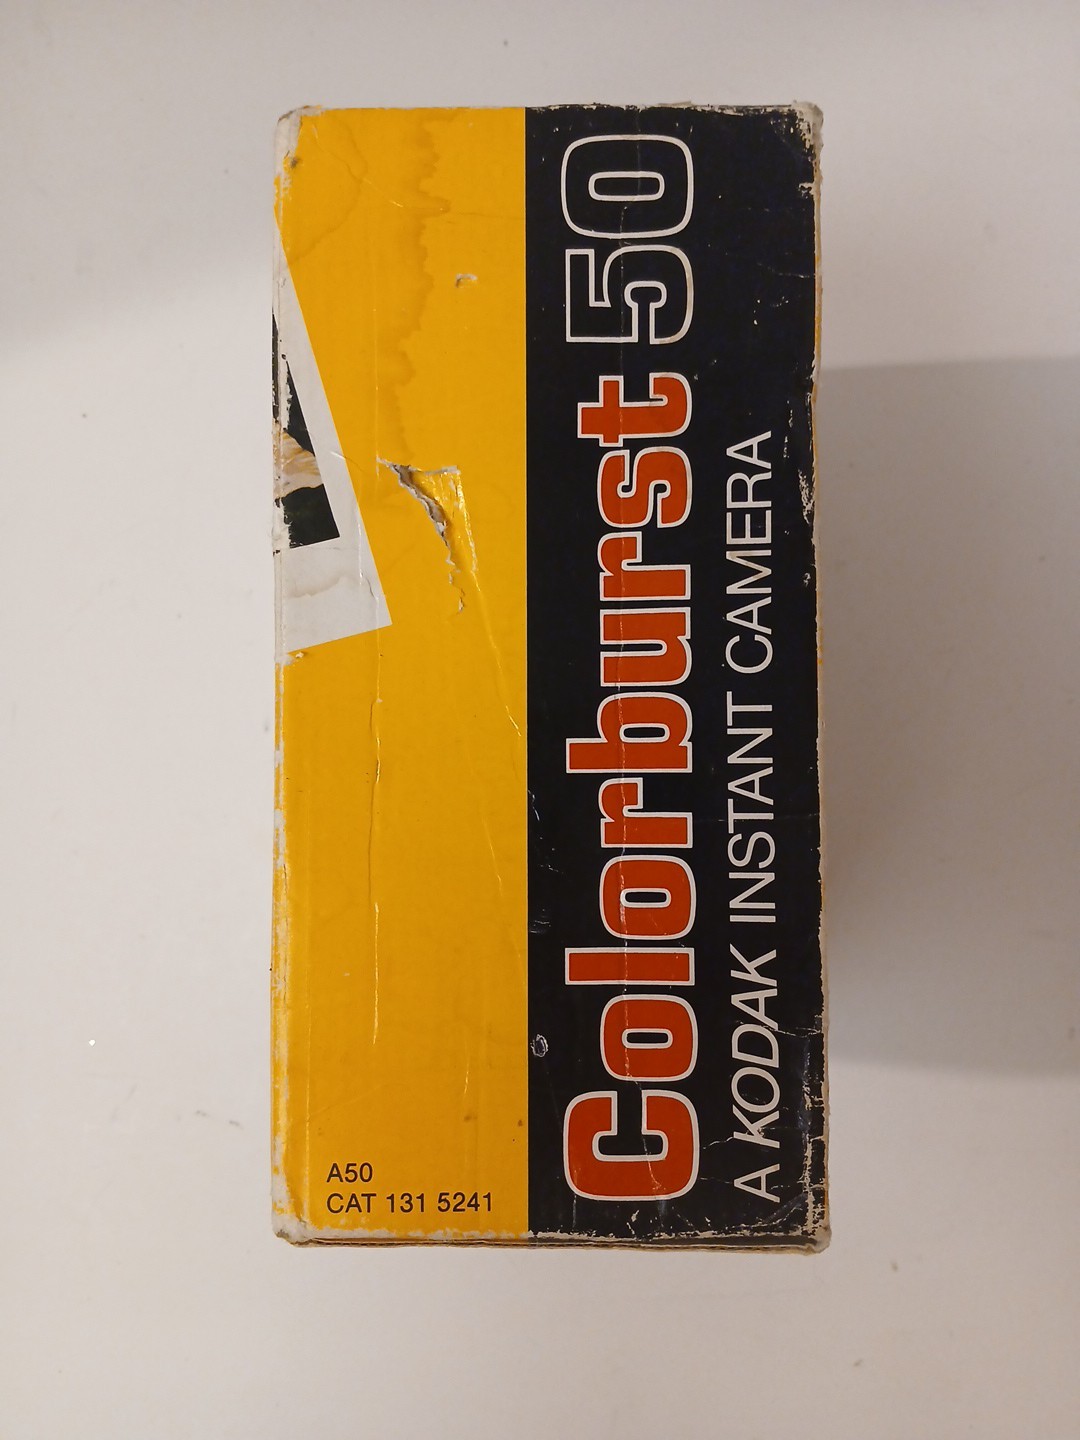 Colorburst 50
A KODAK INSTANT CAMERA
A50
CAT 131 5241